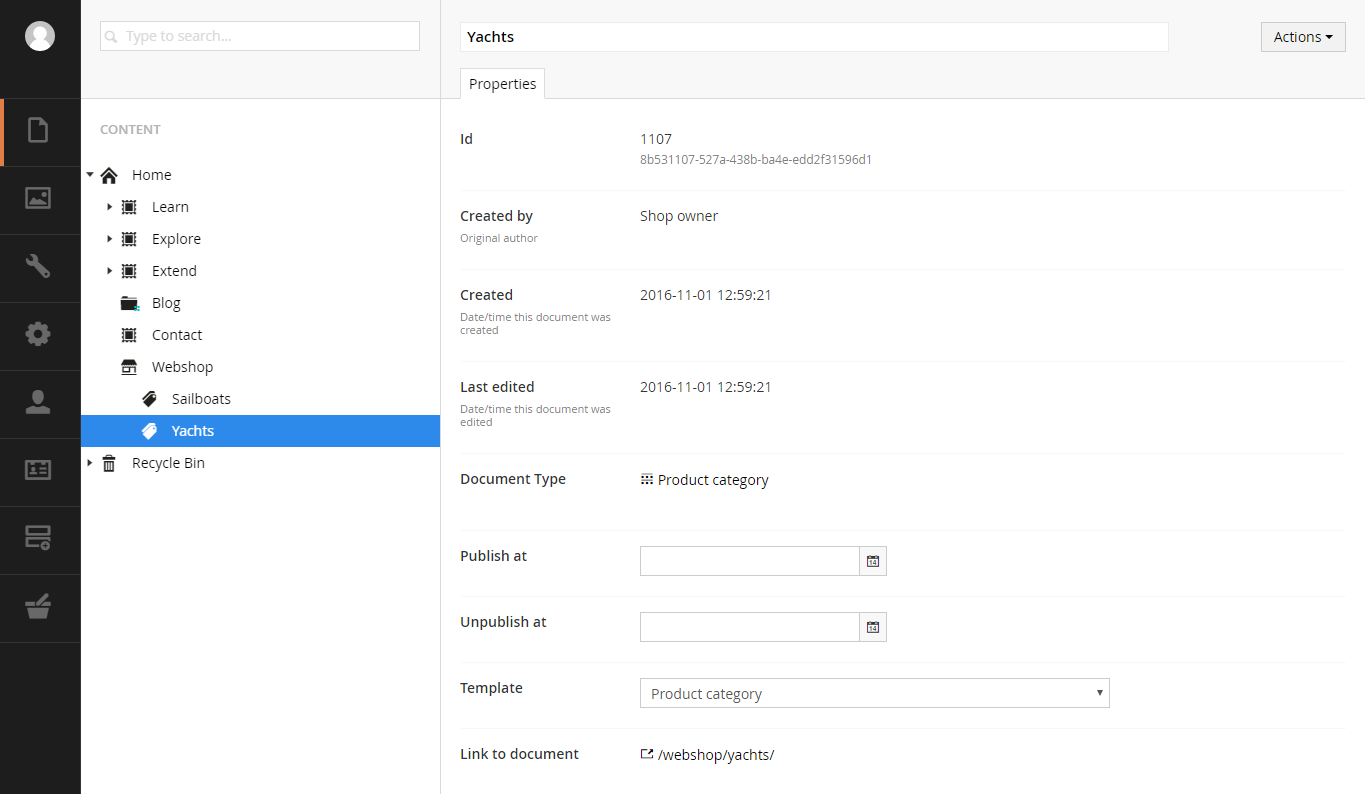 Type to search...
Yachts
Actions
Properties
CONTENT
Home
Learn
Explore
Extend
Blog
Contact
Webshop
Sailboats
Yachts
Recycle Bin
Id
1107
8b531107-527a-438b-ba4e-edd2f31596d1
Created by
Shop owner
Original author
Created
2016-11-01 12:59:21
Date/time this document was
created
Last edited
2016-11-01 12:59:21
Date/time this document was
edited
Document Type
Product category
Publish at
14
Unpublish at
14
Template
Product category
Link to document
/webshop/yachts/